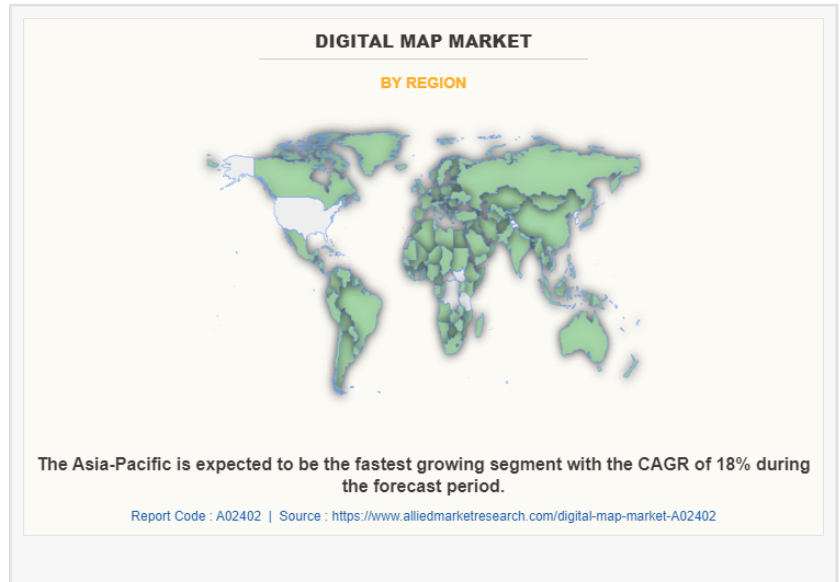 DIGITAL MAP MARKET
BY REGION
The Asia-Pacific is expected to be the fastest growing segment with the CAGR of 18% during
the forecast period.
Report Code : A02402 | Source : https://www.alliedmarketresearch.com/digital-map-market-A02402